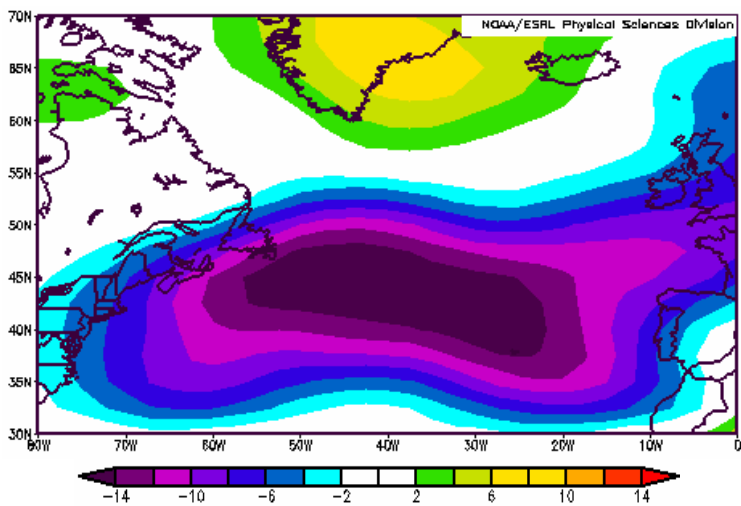 NOAA/ESRL Physical Sciences Division
70N
65N
60N
55N
50N
45N
40N
35N
30N
80W 70W 60W 50W 40W 30W 20W 10W 0
-14 -10 -6 -2 2 6 10 14